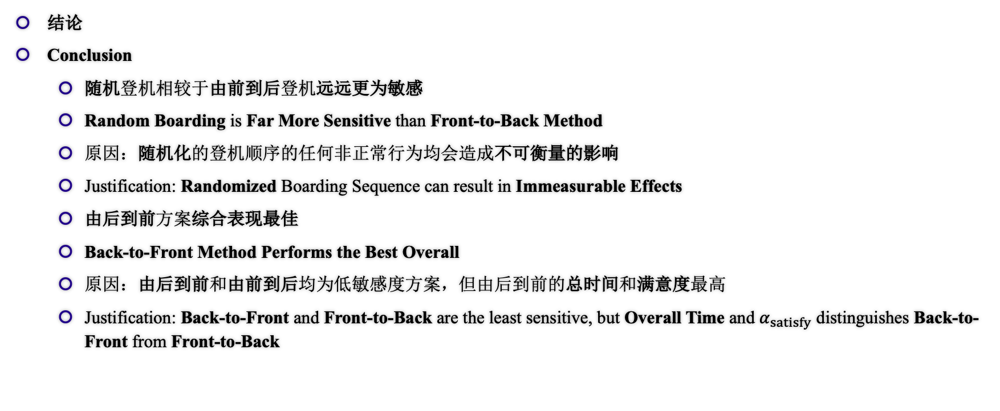 结论
Conclusion
随机登机相较于由前到后登机远远更为敏感
Random Boarding is Far More Sensitive than Front-to-Back Method
原因：随机化的登机顺序的任何非正常行为均会造成不可衡量的影响
Justification: Randomized Boarding Sequence can result in Immeasurable Effects
由后到前方案综合表现最佳
Back-to-Front Method Performs the Best Overall
原因：由后到前和由前到后均为低敏感度方案，但由后到前的总时间和满意度最高
Justification: Back-to-Front and Front-to-Back are the least sensitive, but Overall Time and αsatisfy distinguishes Back-to-
Front from Front-to-Back